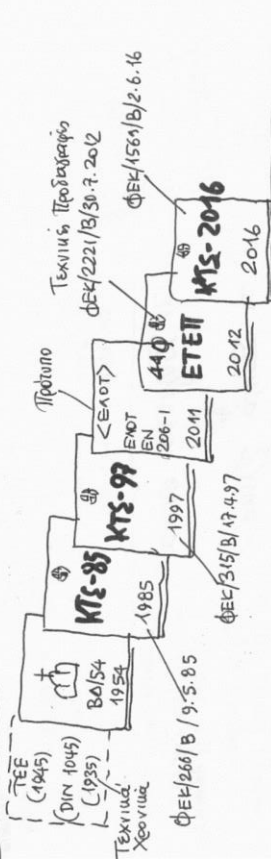 ΤΕΕ
(1945)
(DIN 1045)
(1935)
Τεχνικά
Χρονικά
ΒΔ/54
1954
ΚΤΣ-85
1985
ΦΕΚ/266/Β/9.5.85
ΚΤΣ-97
1997
ΦΕΚ/315/Β/17.4.97
Πρότυπο
<ΕΛΟΤ>
ΕΛΟΤ
ΕΝ
206-1
2011
Τεχνικές Προδιαγραφές
ΦΕΚ/2221/Β/30.7.2012
440
ΕΤΕΠ
2012
ΦΕΚ/1561/Β/2.6.16
ΚΤΣ-2016
2016